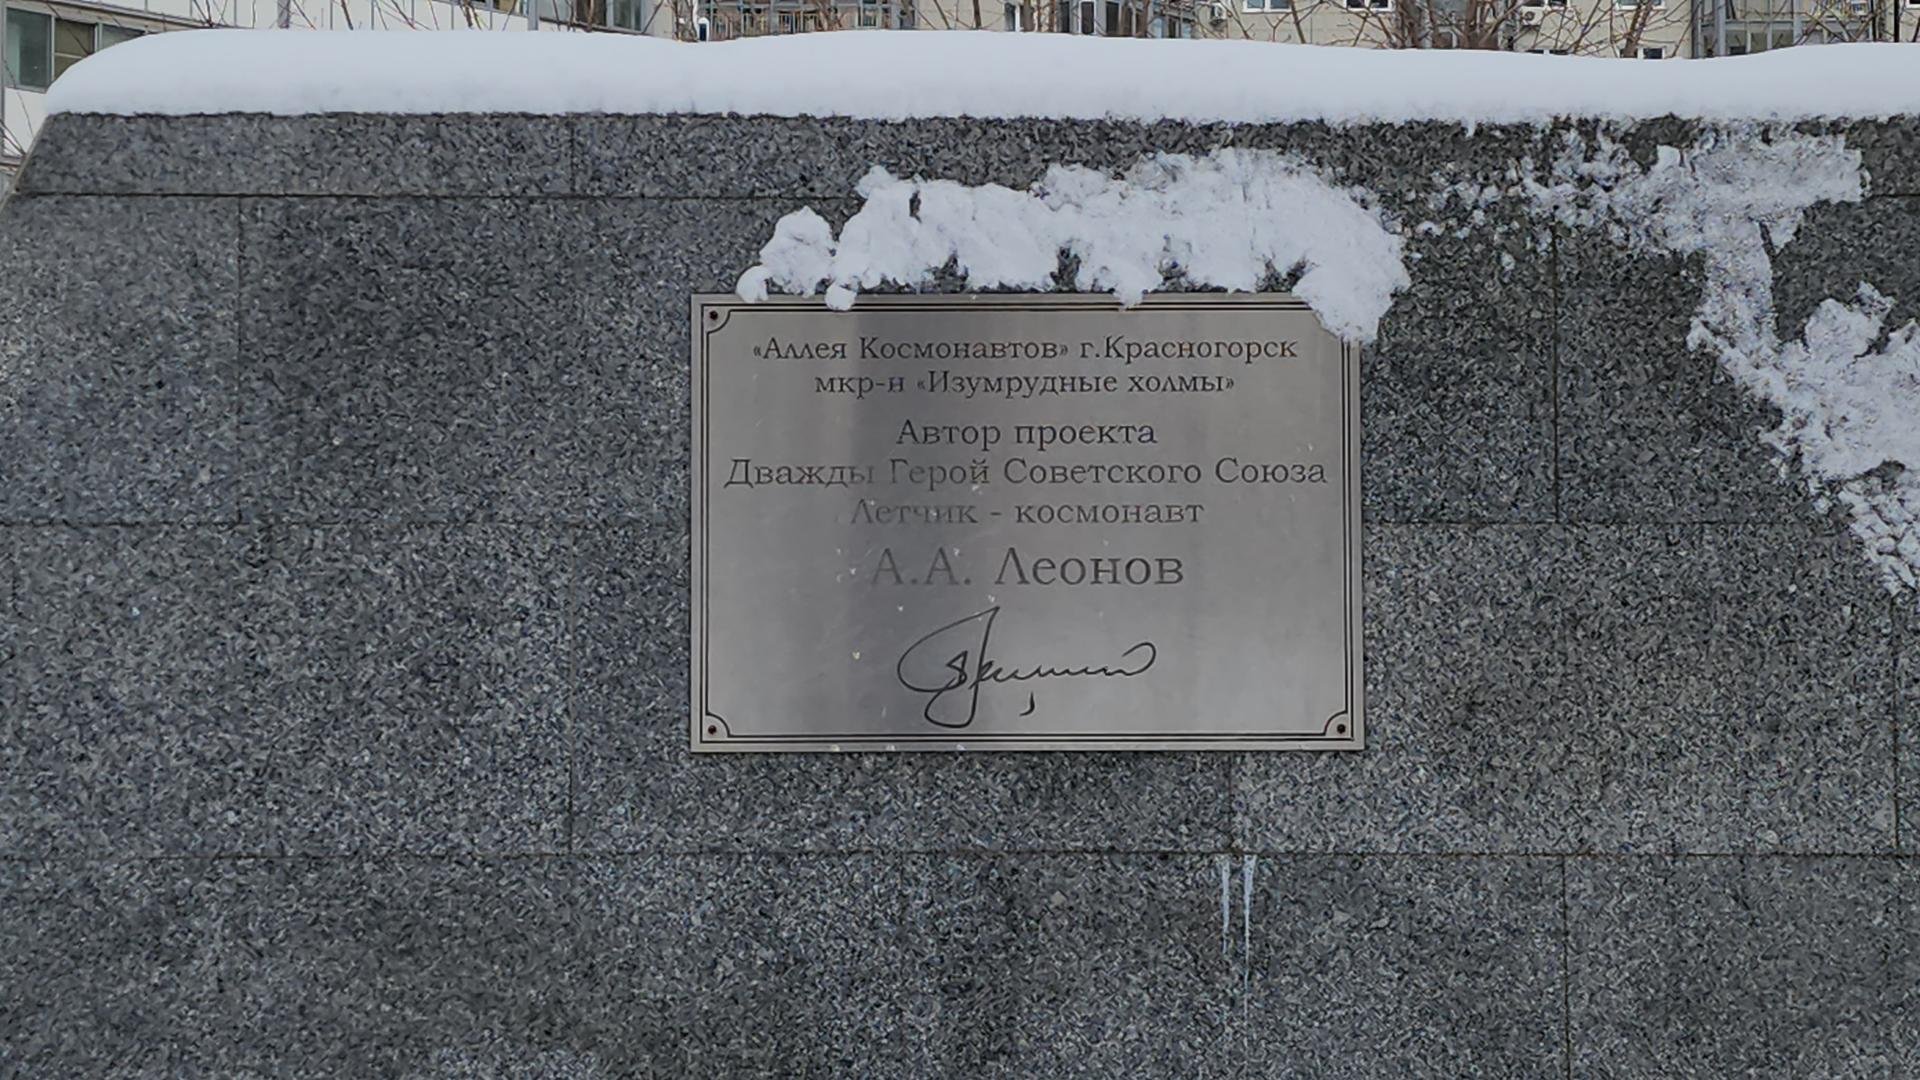 «Аллея Космонавтов» г.Красногорск
мкр-н «Изумрудные холмы»
Автор проекта
Дважды Герой Советского Союза
Летчик - космонавт
А.А. Леонов